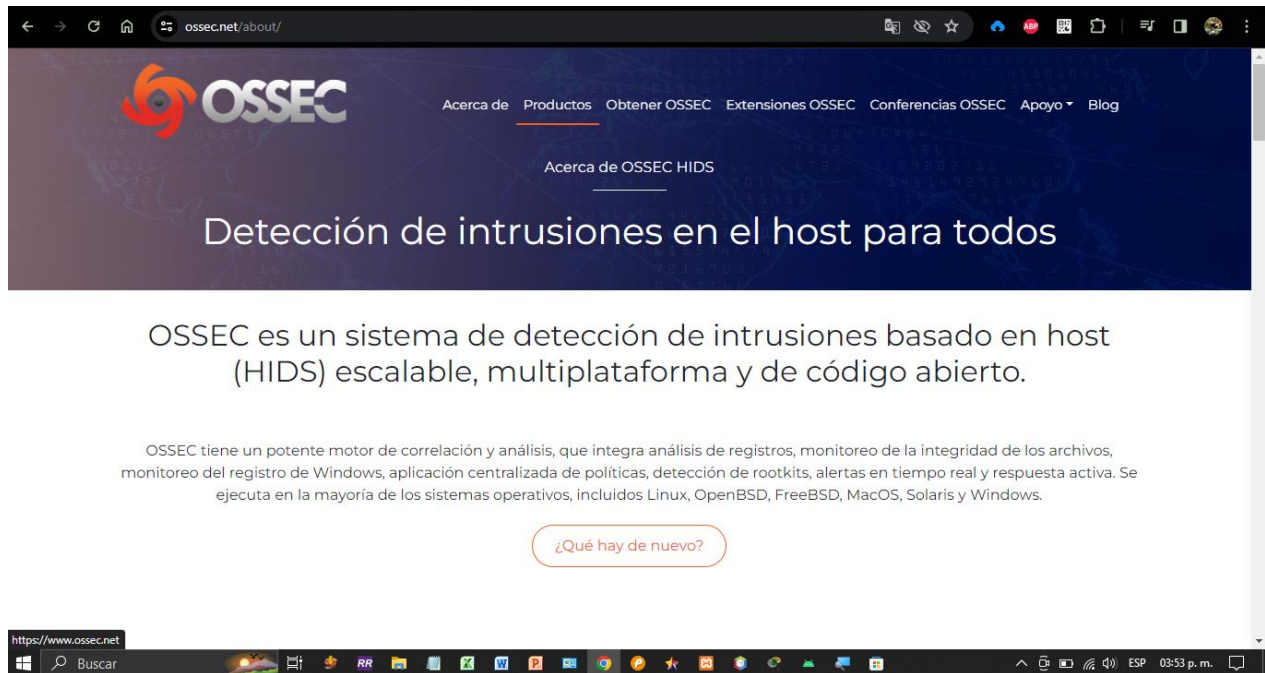 ossec.net/about/
ABP
OSSEC
Acerca de Productos Obtener OSSEC Extensiones OSSEC Conferencias OSSEC Apoyo Blog
Acerca de OSSEC HIDS
Detección de intrusiones en el host para todos
OSSEC es un sistema de detección de intrusiones basado en host
(HIDS) escalable, multiplataforma y de código abierto.
OSSEC tiene un potente motor de correlación y análisis, que integra análisis de registros, monitoreo de la integridad de los archivos,
monitoreo del registro de Windows, aplicación centralizada de políticas, detección de rootkits, alertas en tiempo real y respuesta activa. Se
ejecuta en la mayoría de los sistemas operativos, incluidos Linux, OpenBSD, FreeBSD, MacOS, Solaris y Windows.
¿Qué hay de nuevo?
https://www.ossec.net
Buscar
RR
ESP 03:53 p. m.